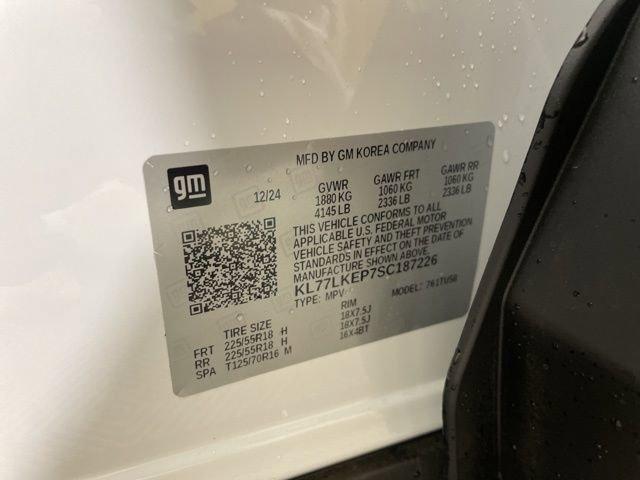 MFD BY GM KOREA COMPANY
gm
12/24
GVWR
1880 KG
4145 LB
GAWR FRT
1060 KG
2336 LB
GAWR RR
1060 KG
2336 LB
THIS VEHICLE CONFORMS TO ALL
APPLICABLE U.S. FEDERAL MOTOR
VEHICLE SAFETY AND THEFT PREVENTION
STANDARDS IN EFFECT ON THE DATE OF
MANUFACTURE SHOWN ABOVE.
KL77LKEP7SC187226
TYPE: MPV
MODEL: 761TU58
TIRE SIZE
RIM
FRT 225/55R18 H 18X7.5J
RR 225/55R18 H 18X7.5J
SPA T125/70R16 M 16X4BT